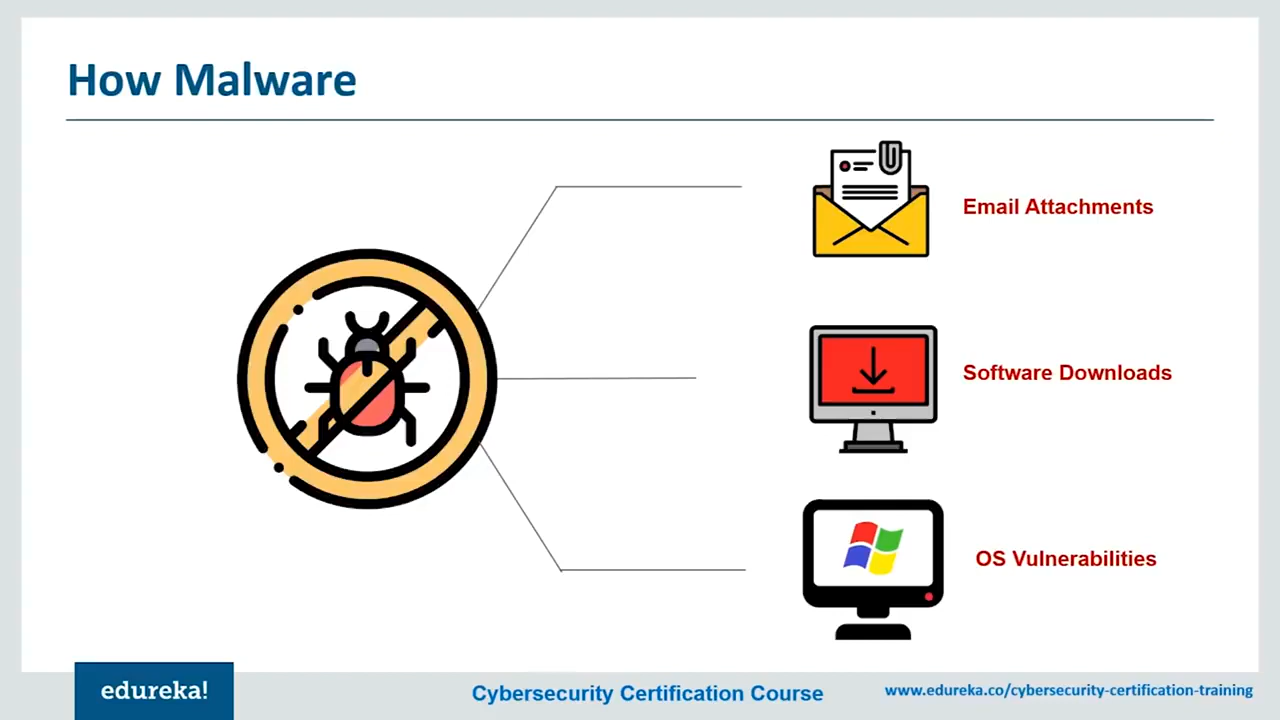 How Malware
Email Attachments
Software Downloads
OS Vulnerabilities
edureka!
Cybersecurity Certification Course
www.edureka.co/cybersecurity-certification-training